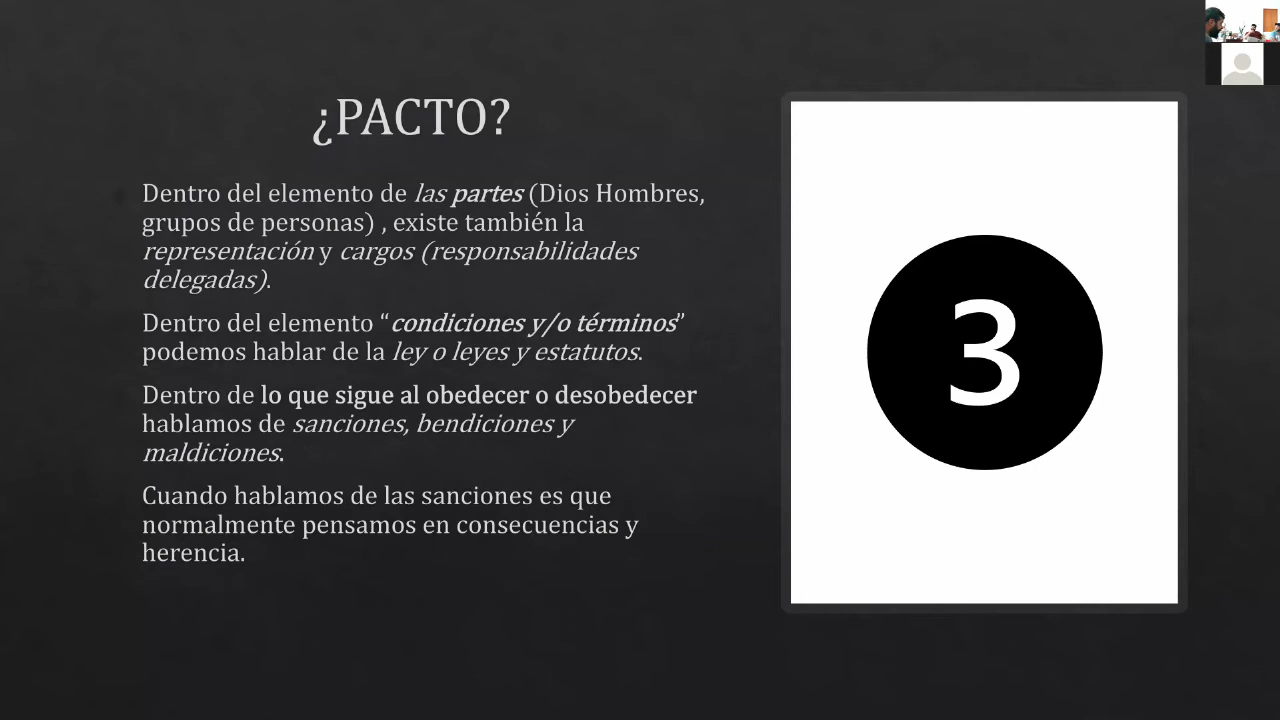 ¿PACTO?
Dentro del elemento de las partes (Dios Hombres,
grupos de personas) , existe también la
representación y cargos (responsabilidades
delegadas).
Dentro del elemento “condiciones y/o términos”
podemos hablar de la ley o leyes y estatutos.
Dentro de lo que sigue al obedecer o desobedecer
hablamos de sanciones, bendiciones y
maldiciones.
Cuando hablamos de las sanciones es que
normalmente pensamos en consecuencias y
herencia.
3